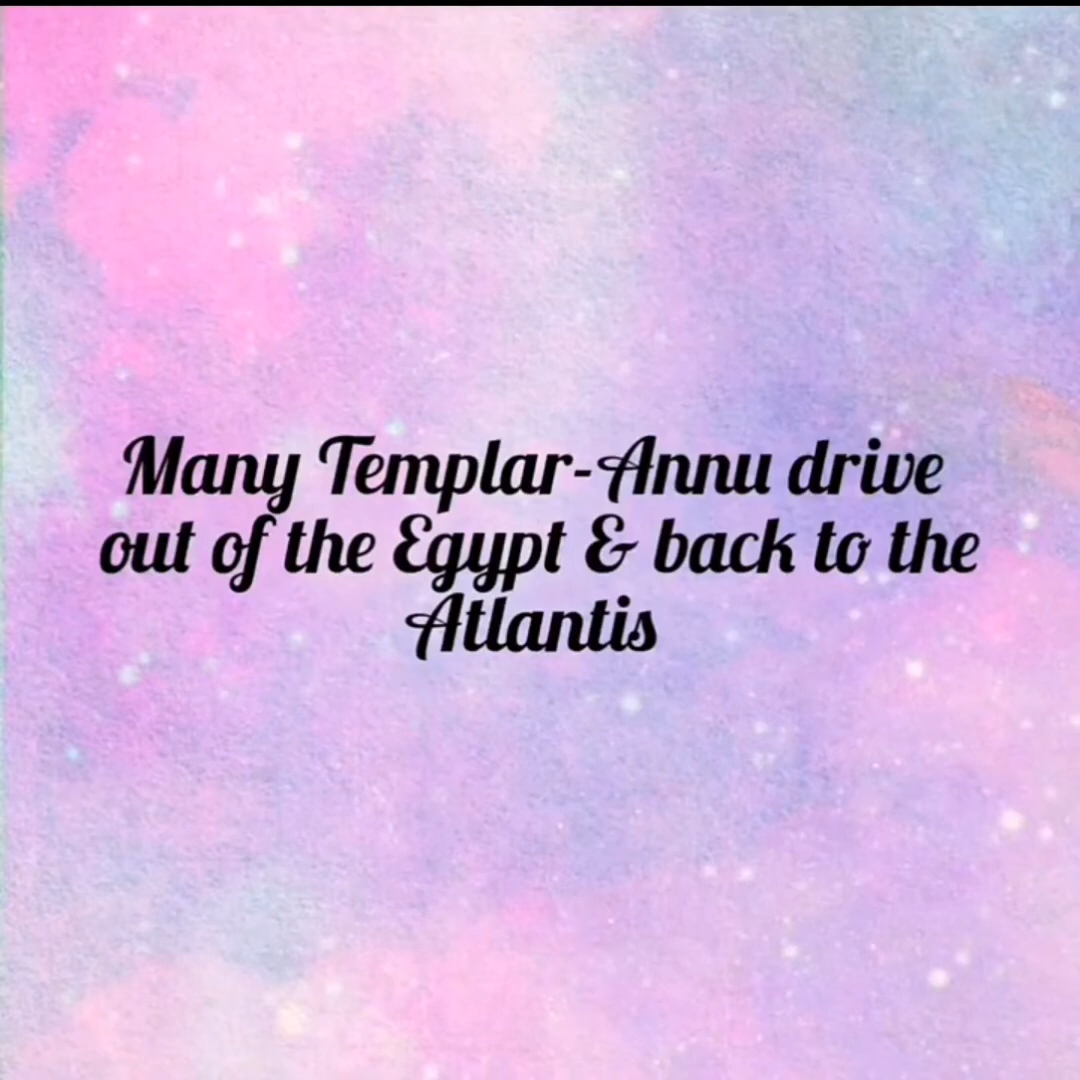 Many Templar-Annu drive
out of the Egypt & back to the
Atlantis